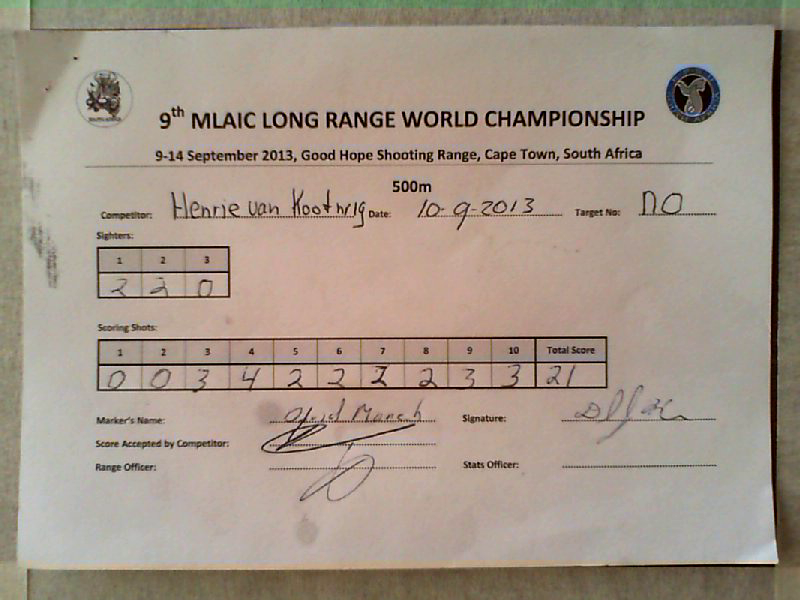 9th MLAIC LONG RANGE WORLD CHAMPIONSHIP
9-14 September 2013, Good Hope Shooting Range, Cape Town, South Africa
500m
Competitor: Henrie van Date: 10-9-2013 Target No:
Sighters:
1 2 3
2 2 0
Scoring Shots:
1 2 3 4 5 6 7 8 9 10 Total Score
0 0 3 4 2 2 2 2 3 3 21
Marker's Name: Signature:
Score Accepted by Competitor:
Range Officer: Stats Officer: